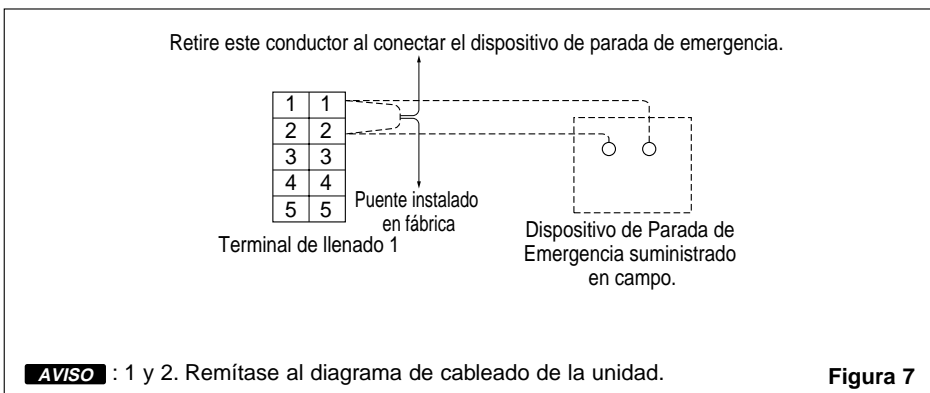 Retire este conductor al conectar el dispositivo de parada de emergencia.
1 1
2 2
3 3
4 4
5 5
Puente instalado
en fábrica
Terminal de llenado 1
Dispositivo de Parada de
Emergencia suministrado
en campo.
AVISO : 1 y 2. Remítase al diagrama de cableado de la unidad.
Figura 7